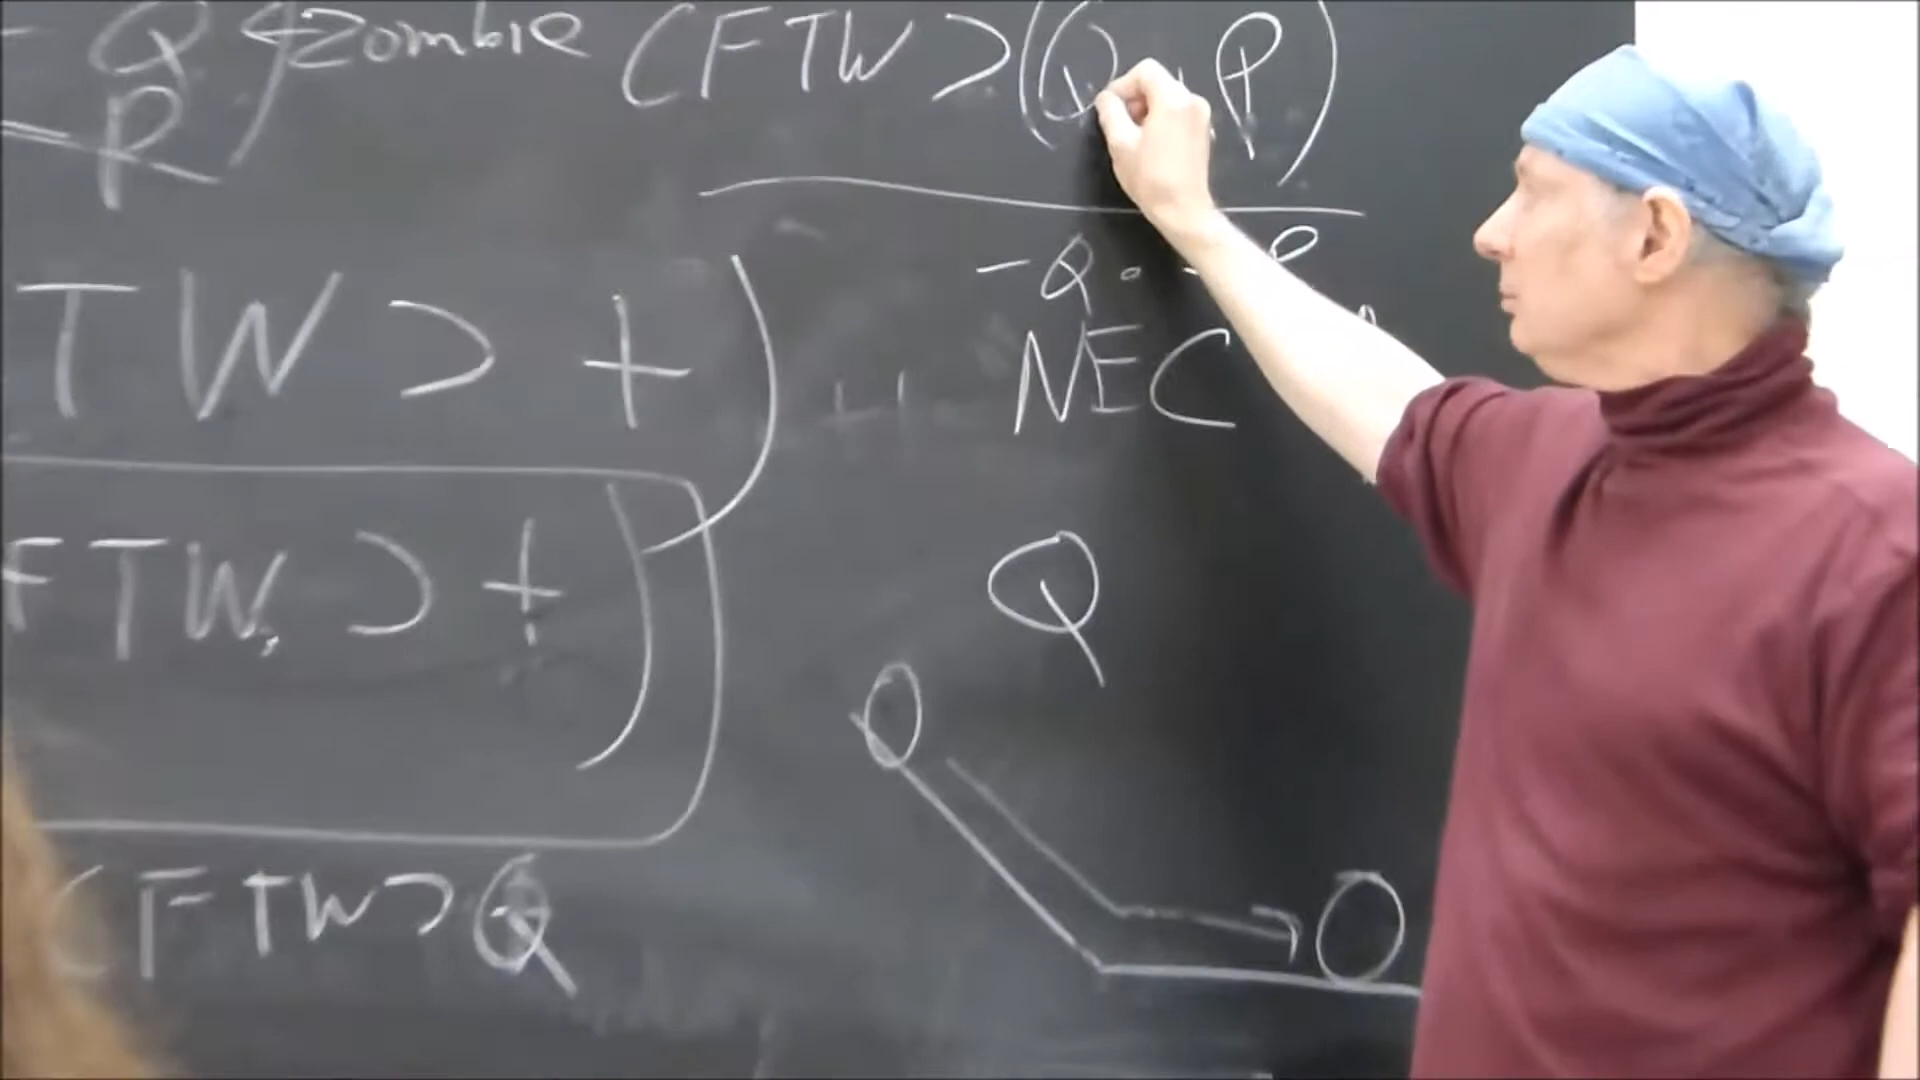 - Q ← zombie CFTW ⊃ (Q · P)
P
- Q · - P
TW ⊃ +
NEC
FTW ⊃ +
Q
O
O
CFTW ⊃ Q